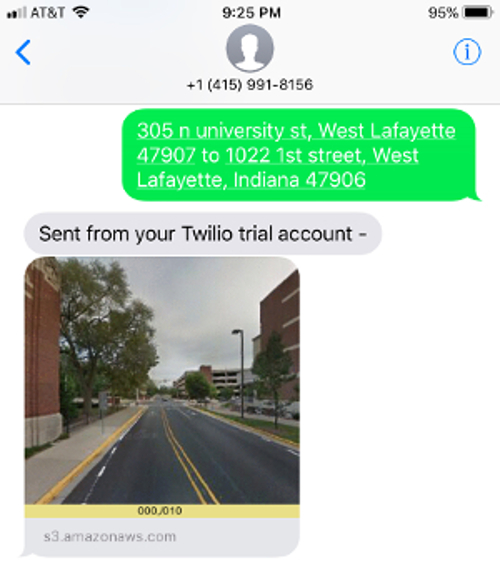 AT&T 9:25 PM 95%
+1 (415) 991-8156
305 n university st, West Lafayette
47907 to 1022 1st street, West
Lafayette, Indiana 47906
Sent from your Twilio trial account -
000/010
s3.amazonaws.com